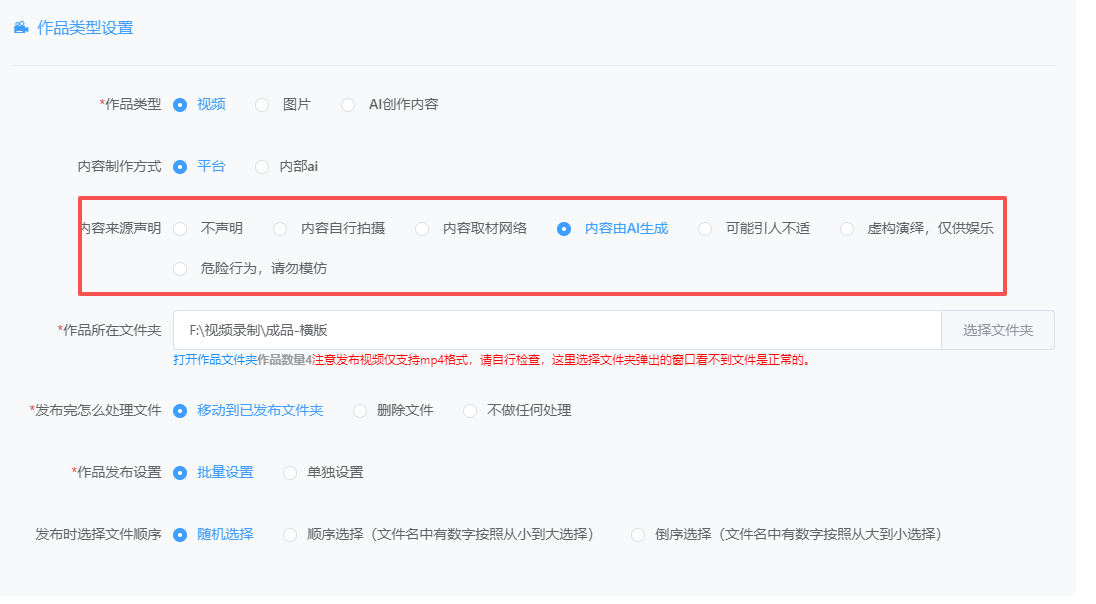 作品类型设置
*作品类型 视频 图片 AI创作内容
内容制作方式 平台 内部ai
内容来源声明 不声明 内容自行拍摄 内容取材网络 内容由AI生成 可能引人不适 虚构演绎，仅供娱乐
危险行为，请勿模仿
*作品所在文件夹 F:\视频录制\成品-横版 选择文件夹
打开作品文件夹作品数量4注意发布视频仅支持mp4格式，请自行检查，这里选择文件夹弹出的窗口看不到文件是正常的。
*发布完怎么处理文件 移动到已发布文件夹 删除文件 不做任何处理
*作品发布设置 批量设置 单独设置
发布时选择文件顺序 随机选择 顺序选择（文件名中有数字按照从小到大选择） 倒序选择（文件名中有数字按照从大到小选择）